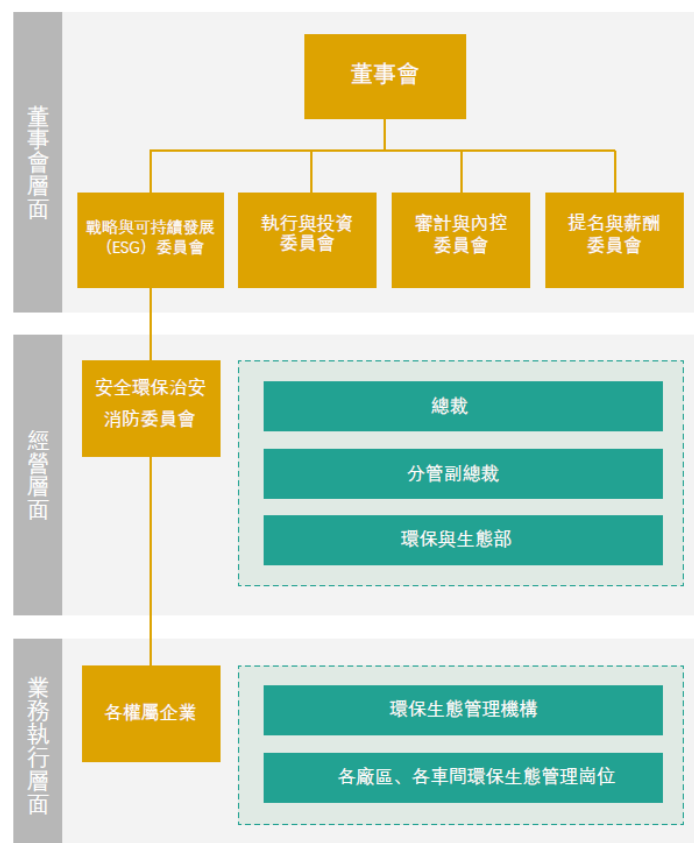 董事會層面
董事會
戰略與可持續發展
（ESG）委員會
執行與投資
委員會
審計與內控
委員會
提名與薪酬
委員會
經營層面
安全環保治安
消防委員會
總裁
分管副總裁
環保與生態部
業務執行層面
各權屬企業
環保生態管理機構
各廠區、各車間環保生態管理崗位